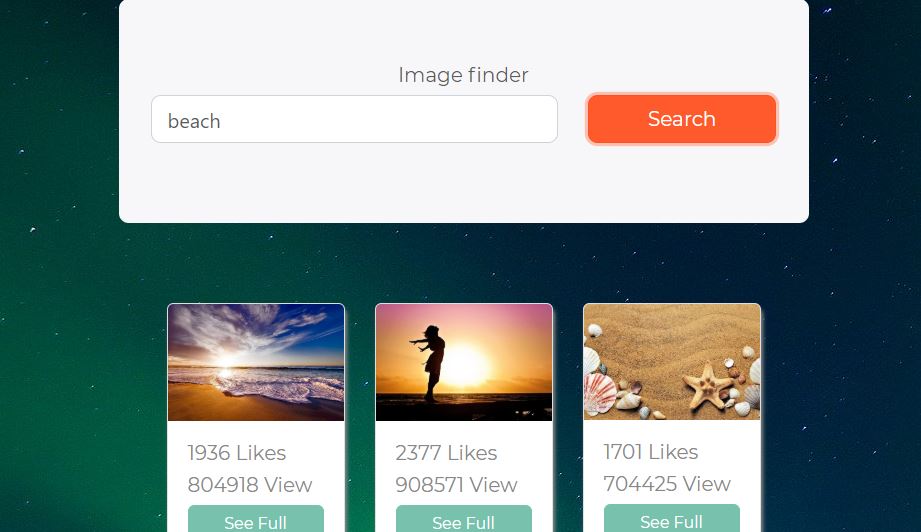 Image finder
beach
Search
1936 Likes
804918 View
See Full
2377 Likes
908571 View
See Full
1701 Likes
704425 View
See Full